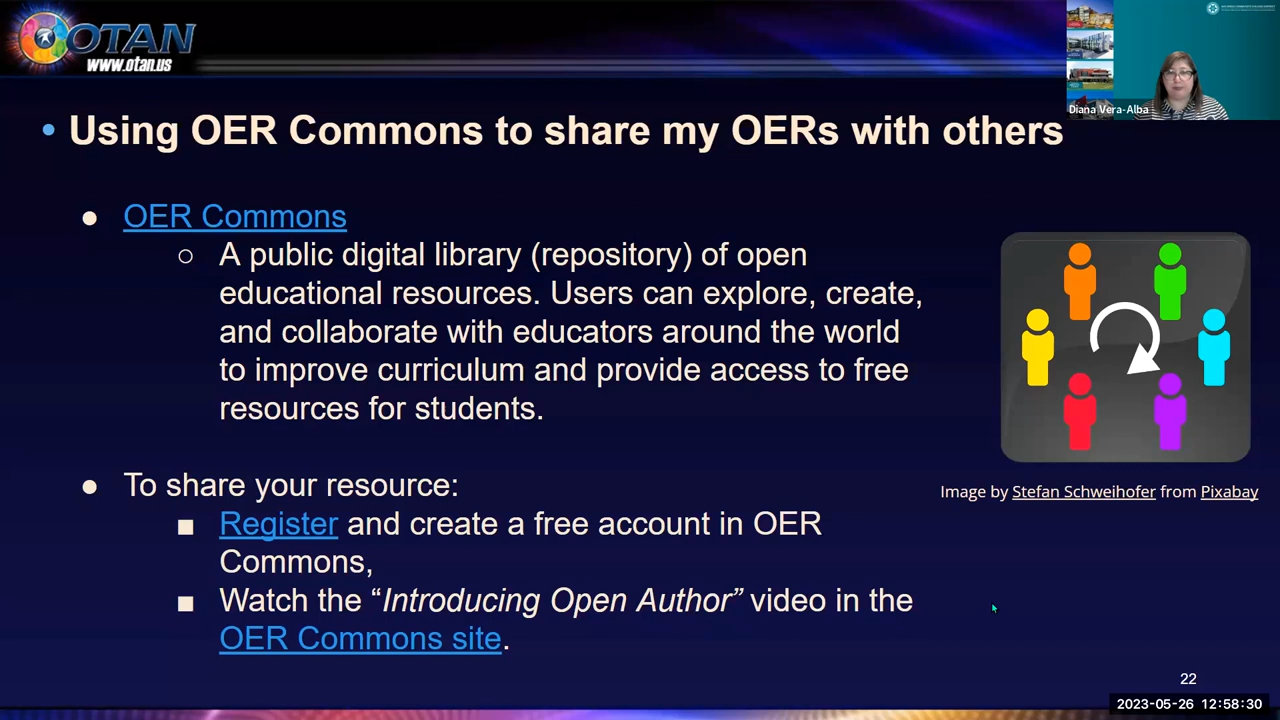 OTAN
www.otan.us
Diana Vera-Alba
• Using OER Commons to share my OERs with others
● OER Commons
○ A public digital library (repository) of open
educational resources. Users can explore, create,
and collaborate with educators around the world
to improve curriculum and provide access to free
resources for students.
● To share your resource:
■ Register and create a free account in OER
Commons,
■ Watch the “Introducing Open Author” video in the
OER Commons site.
Image by Stefan Schweihofer from Pixabay
22
2023-05-26 12:58:30